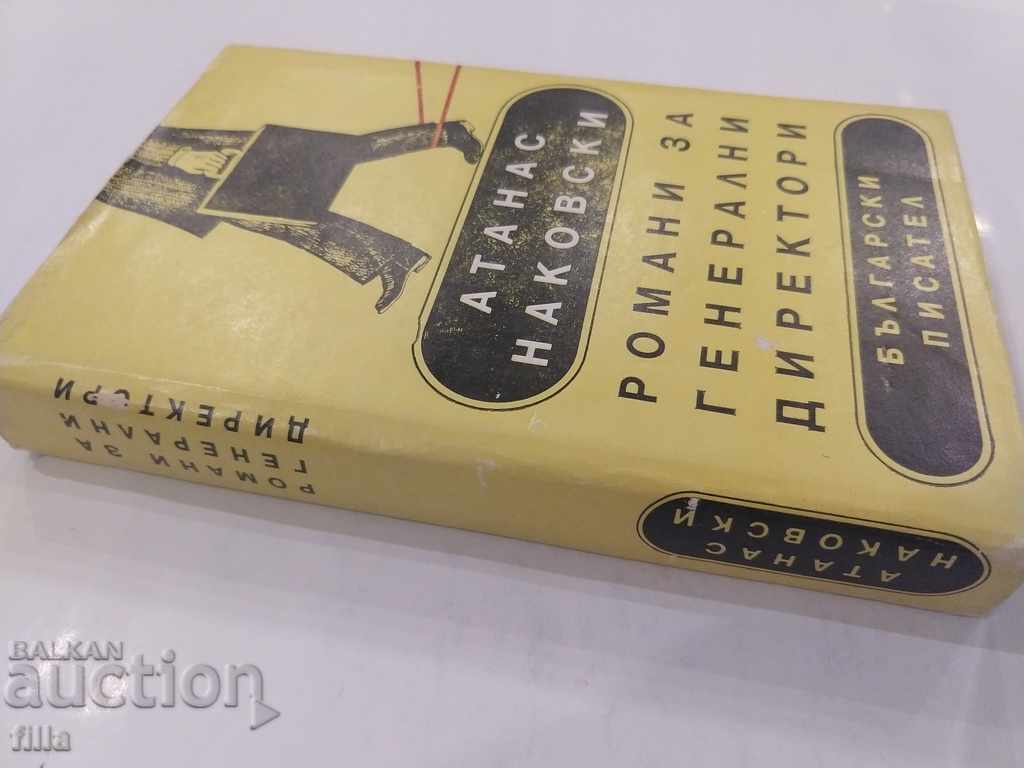 АТАНАС
НАКОВСКИ
РОМАНИ ЗА
ГЕНЕРАЛНИ
ДИРЕКТОРИ
БЪЛГАРСКИ
ПИСАТЕЛ
АТАНАС
НАКОВСКИ
РОМАНИ ЗА
ГЕНЕРАЛНИ
ДИРЕКТОРИ
BALKAN
auction
filla